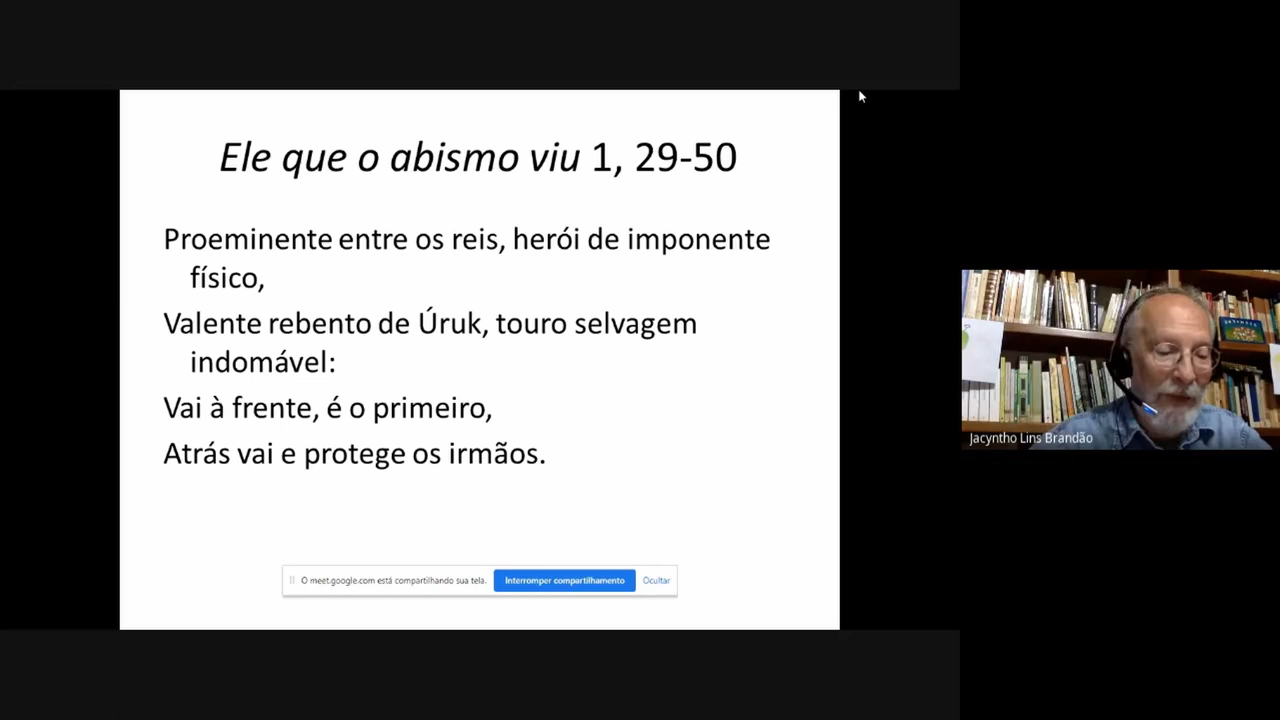 Ele que o abismo viu 1, 29-50
Proeminente entre os reis, herói de imponente
físico,
Valente rebento de Úruk, touro selvagem
indomável:
Vai à frente, é o primeiro,
Atrás vai e protege os irmãos.
O meet.google.com está compartilhando sua tela. Interromper compartilhamento Ocultar
Jacyntho Lins Brandão